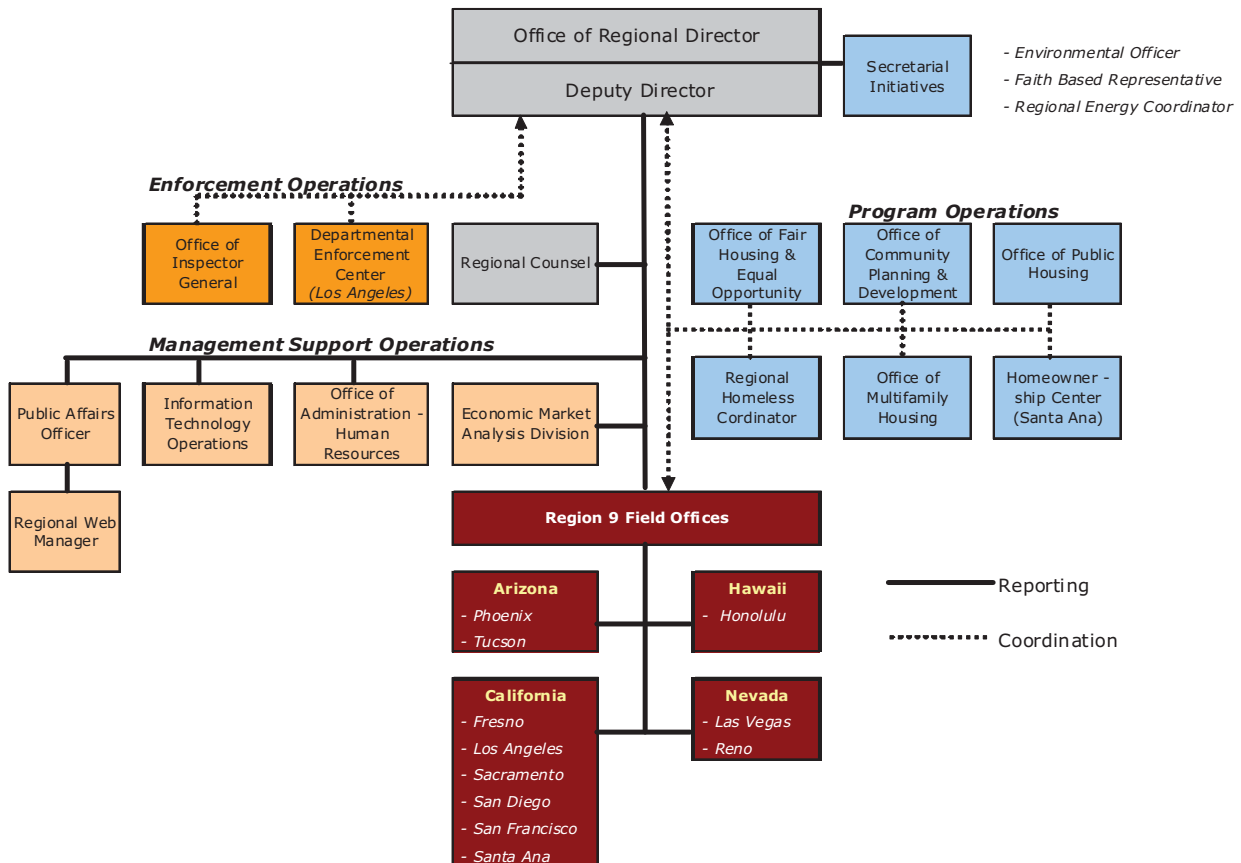 Office of Regional Director
Deputy Director
Secretarial
Initiatives
- Environmental Officer
- Faith Based Representative
- Regional Energy Coordinator
Enforcement Operations
Office of
Inspector
General
Departmental
Enforcement
Center
(Los Angeles)
Regional Counsel
Program Operations
Office of Fair
Housing &
Equal
Opportunity
Office of
Community
Planning &
Development
Office of Public
Housing
Management Support Operations
Public Affairs
Officer
Information
Technology
Operations
Office of
Administration -
Human
Resources
Economic Market
Analysis Division
Regional
Homeless
Cordinator
Office of
Multifamily
Housing
Homeowner -
ship Center
(Santa Ana)
Regional Web
Manager
Region 9 Field Offices
Arizona
- Phoenix
- Tucson
Hawaii
- Honolulu
California
- Fresno
- Los Angeles
- Sacramento
- San Diego
- San Francisco
- Santa Ana
Nevada
- Las Vegas
- Reno
Reporting
Coordination